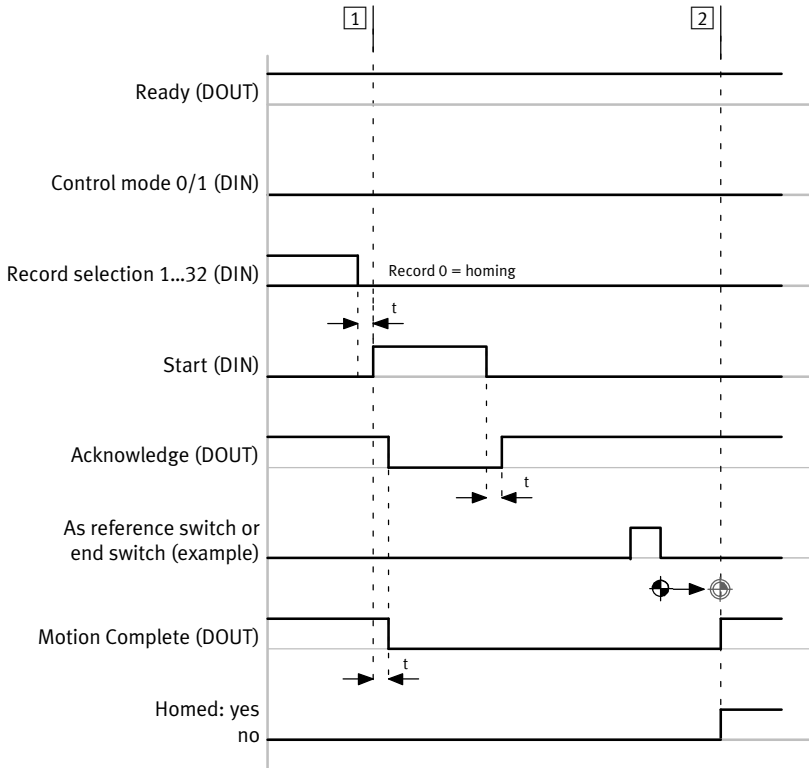 1
2
Ready (DOUT)
Control mode 0/1 (DIN)
Record selection 1...32 (DIN)
Record 0 = homing
t
Start (DIN)
Acknowledge (DOUT)
t
As reference switch or
end switch (example)
Motion Complete (DOUT)
t
Homed: yes
no